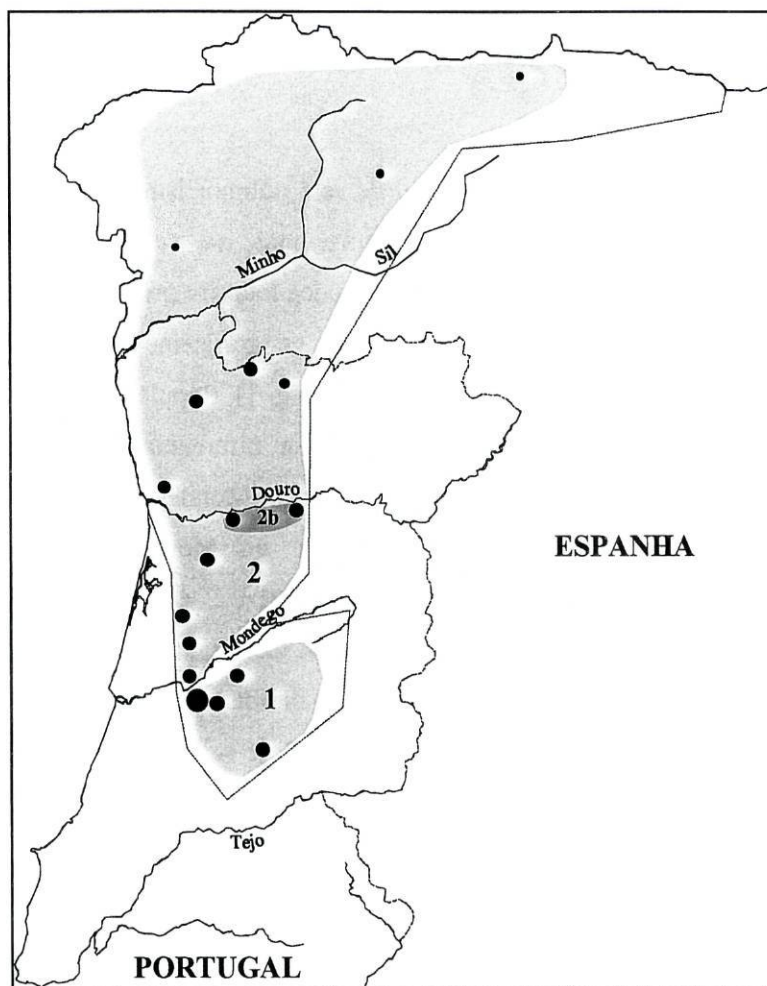 Minho
Sil
Douro
2b
ESPANHA
2
Mondego
1
Tejo
PORTUGAL